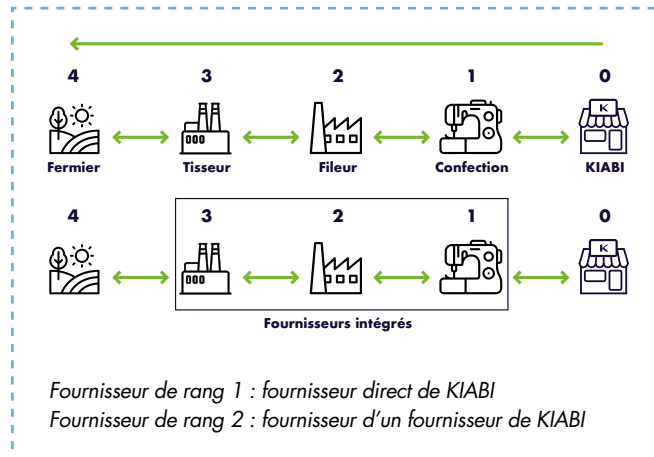 4 3 2 1 0
K
Fermier Tisseur Fileur Confection KIABI
4 3 2 1 0
K
Fournisseurs intégrés
Fournisseur de rang 1 : fournisseur direct de KIABI
Fournisseur de rang 2 : fournisseur d'un fournisseur de KIABI